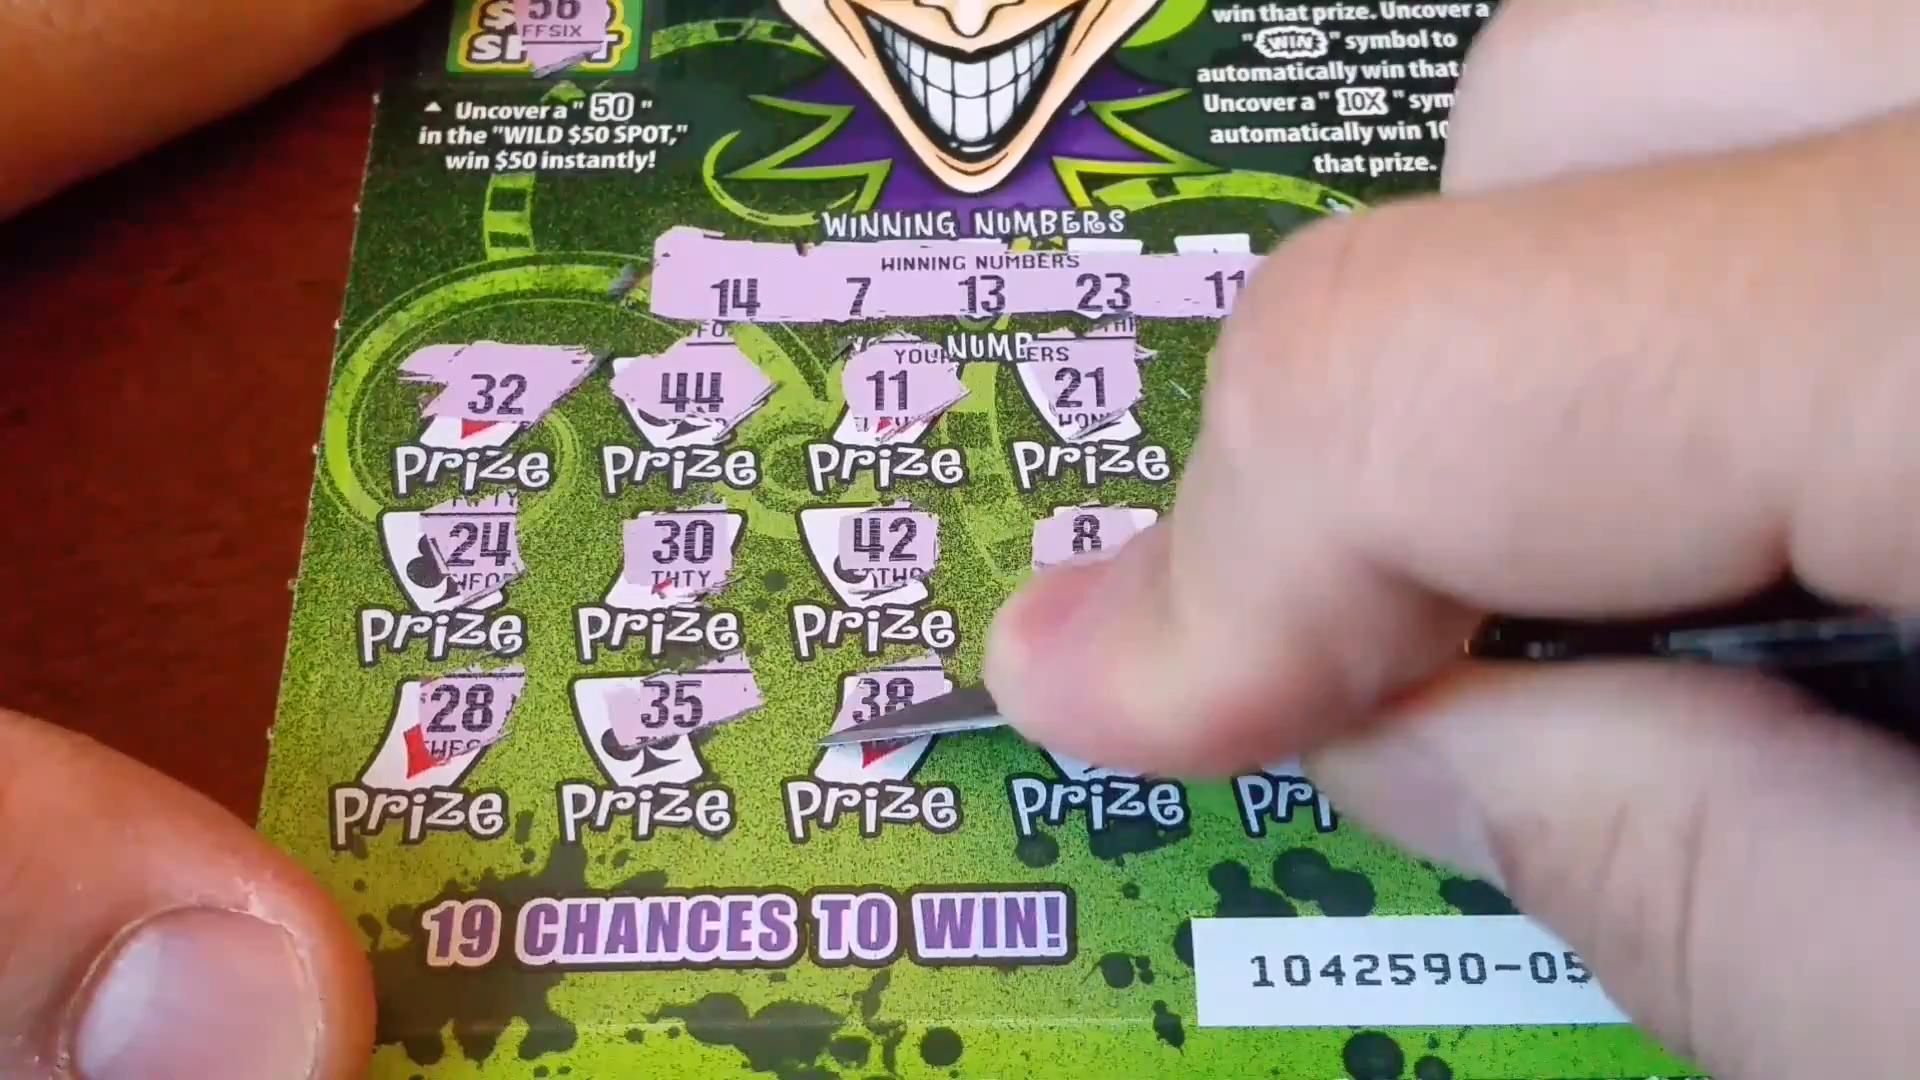 56
FFSIX
Uncover a "50"
in the "WILD $50 SPOT,"
win $50 instantly!
win that prize. Uncover a
"WIN" symbol to
automatically win that
Uncover a "10X"
automatically win
that prize.
WINNING NUMBERS
WINNING NUMBERS
14 7 13 23 11
YOUR NUMBERS
32 44 11 21
Prize Prize Prize Prize
24 30 42 8
THTY
Prize Prize Prize
28 35 38
Prize Prize Prize Prize
19 CHANCES TO WIN!
1042590-05